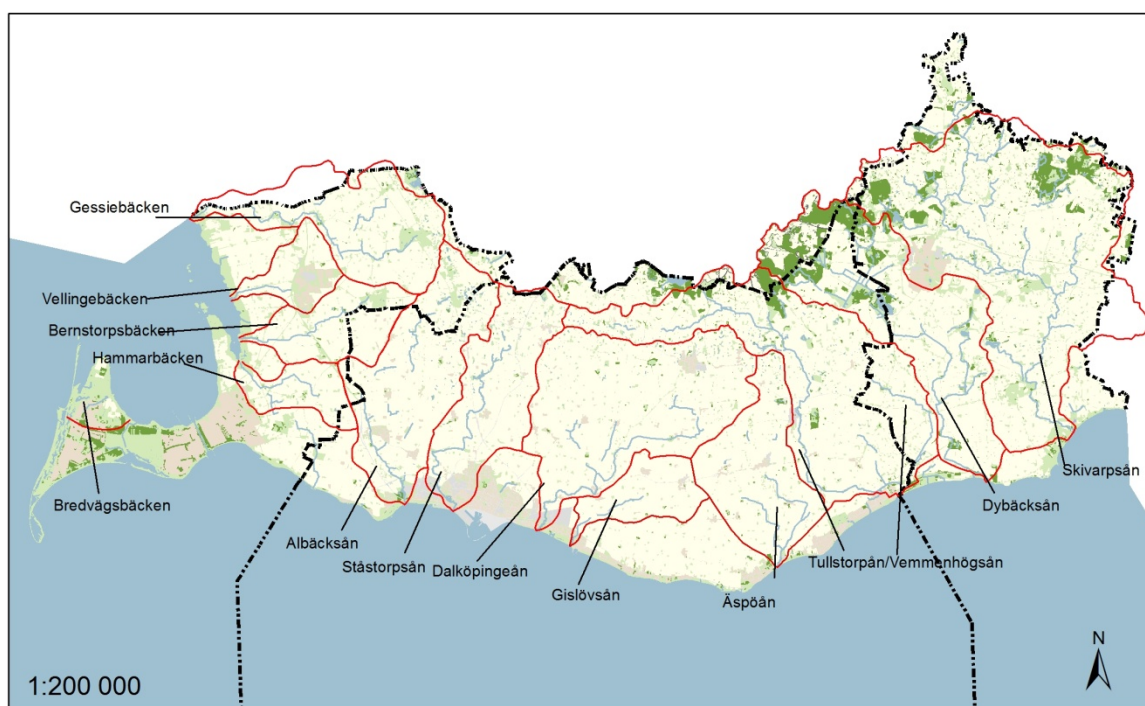 Gessiebäcken
Vellingebäcken
Bernstorpsbäcken
Hammarbäcken
Bredvägsbäcken
Albäcksån
Ståstorpsån
Dalköpingeån
Gislövsån
Äspöån
Tullstorpån/Vemmenhögsån
Dybäcksån
Skivarpsån
N
1:200 000